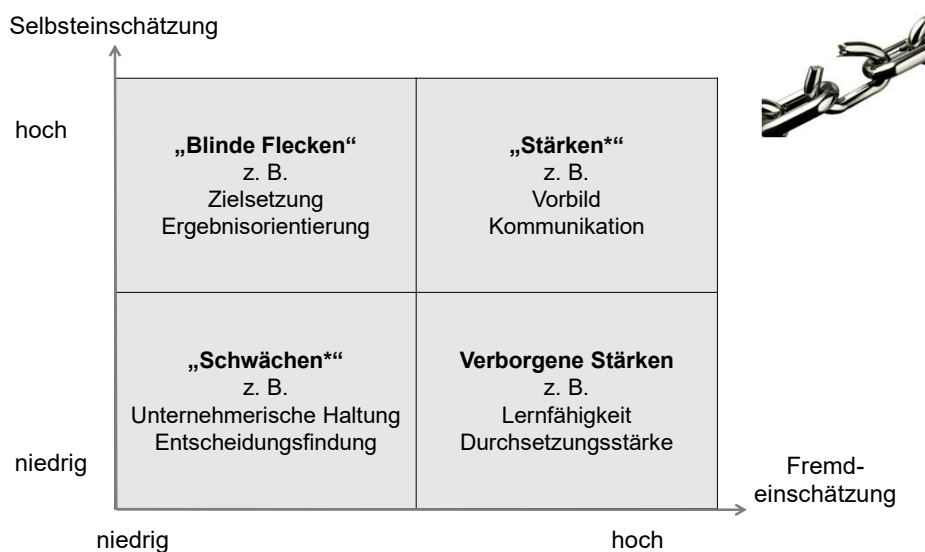 Selbsteinschätzung
hoch
„Blinde Flecken“
z. B.
Zielsetzung
Ergebnisorientierung
„Stärken*“
z. B.
Vorbild
Kommunikation
„Schwächen*“
z. B.
Unternehmerische Haltung
Entscheidungsfindung
Verborgene Stärken
z. B.
Lernfähigkeit
Durchsetzungsstärke
niedrig
Fremd-
einschätzung
niedrig
hoch